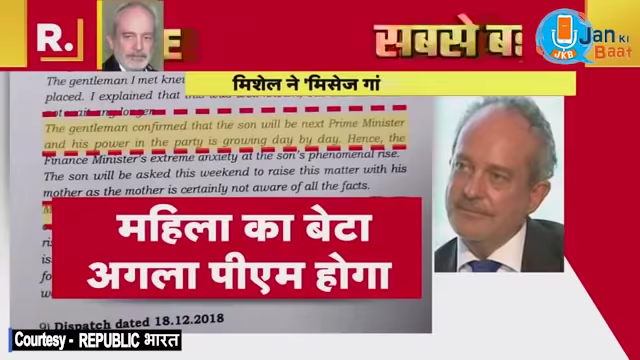 R.
सबसे
Jan Ki
Baat
JKB
The gentleman I met knew
मिशेल ने 'मिसेज गां
placed. I explained that
The gentleman confirmed that the son will be next Prime Minister
and his power in the party is growing day by day. Hence, the
Finance Minister's extreme anxiety at the son's phenomenal rise.
The son will be asked this weekend to raise this matter with his
mother as the mother is certainly not aware of all the facts.
महिला का बेटा
अगला पीएम होगा
Dispatch dated 18.12.2018
Courtesy - REPUBLIC भारत